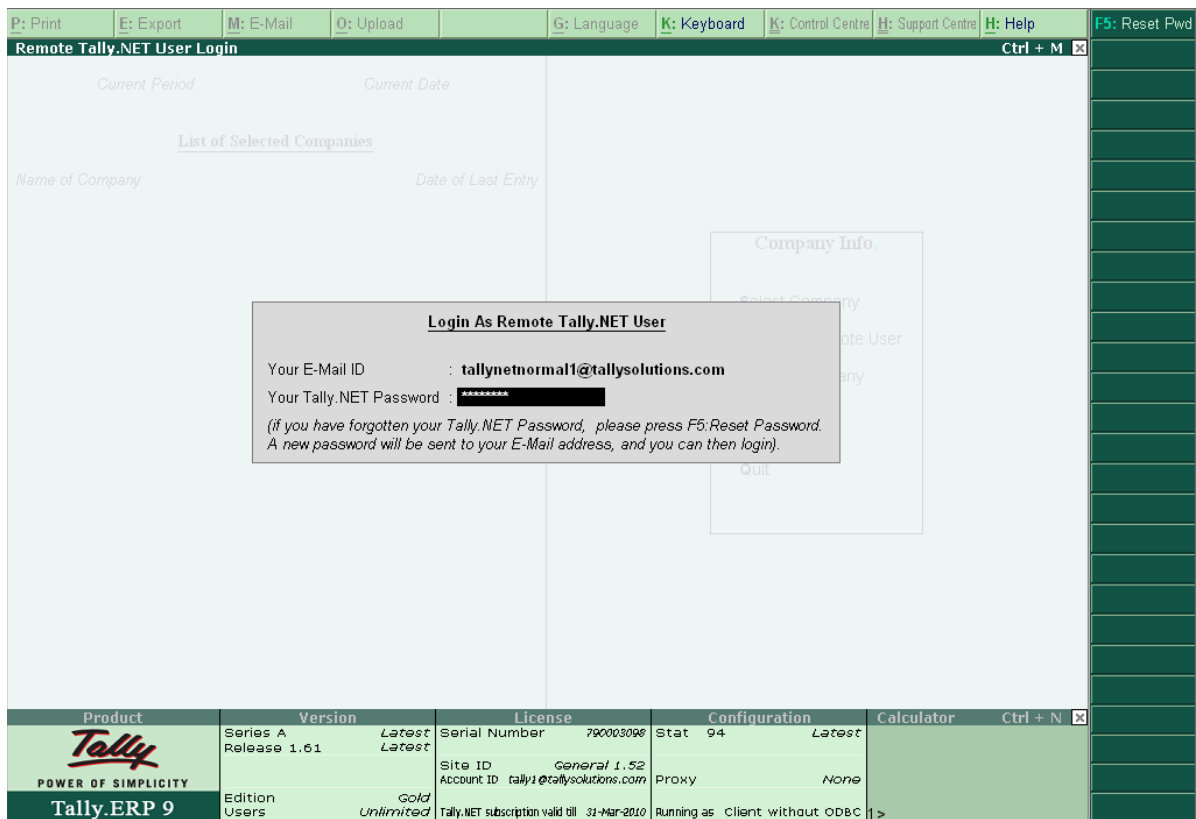 P: Print E: Export M: E-Mail O: Upload G: Language K: Keyboard K: Control Centre H: Support Centre H: Help F5: Reset Pwd
Remote Tally.NET User Login Ctrl + M
Current Period Current Date
List of Selected Companies
Name of Company Date of Last Entry
Company Info.
Select Company
Login As Remote Tally.NET User
ote User
Your E-Mail ID : tallynetnormal1@tallysolutions.com
any
Your Tally.NET Password : ********
(if you have forgotten your Tally.NET Password, please press F5:Reset Password.
A new password will be sent to your E-Mail address, and you can then login).
Quit
Product Version License Configuration Calculator Ctrl + N
Tally
POWER OF SIMPLICITY
Tally.ERP 9
Series A Latest
Release 1.61 Latest
Edition Gold
Users Unlimited
Serial Number 790003098
Site ID General 1.52
Account ID tally1@tallysolutions.com
Tally.NET subscription valid till 31-Mar-2010
Stat 94 Latest
Proxy None
Running as Client without ODBC
1>